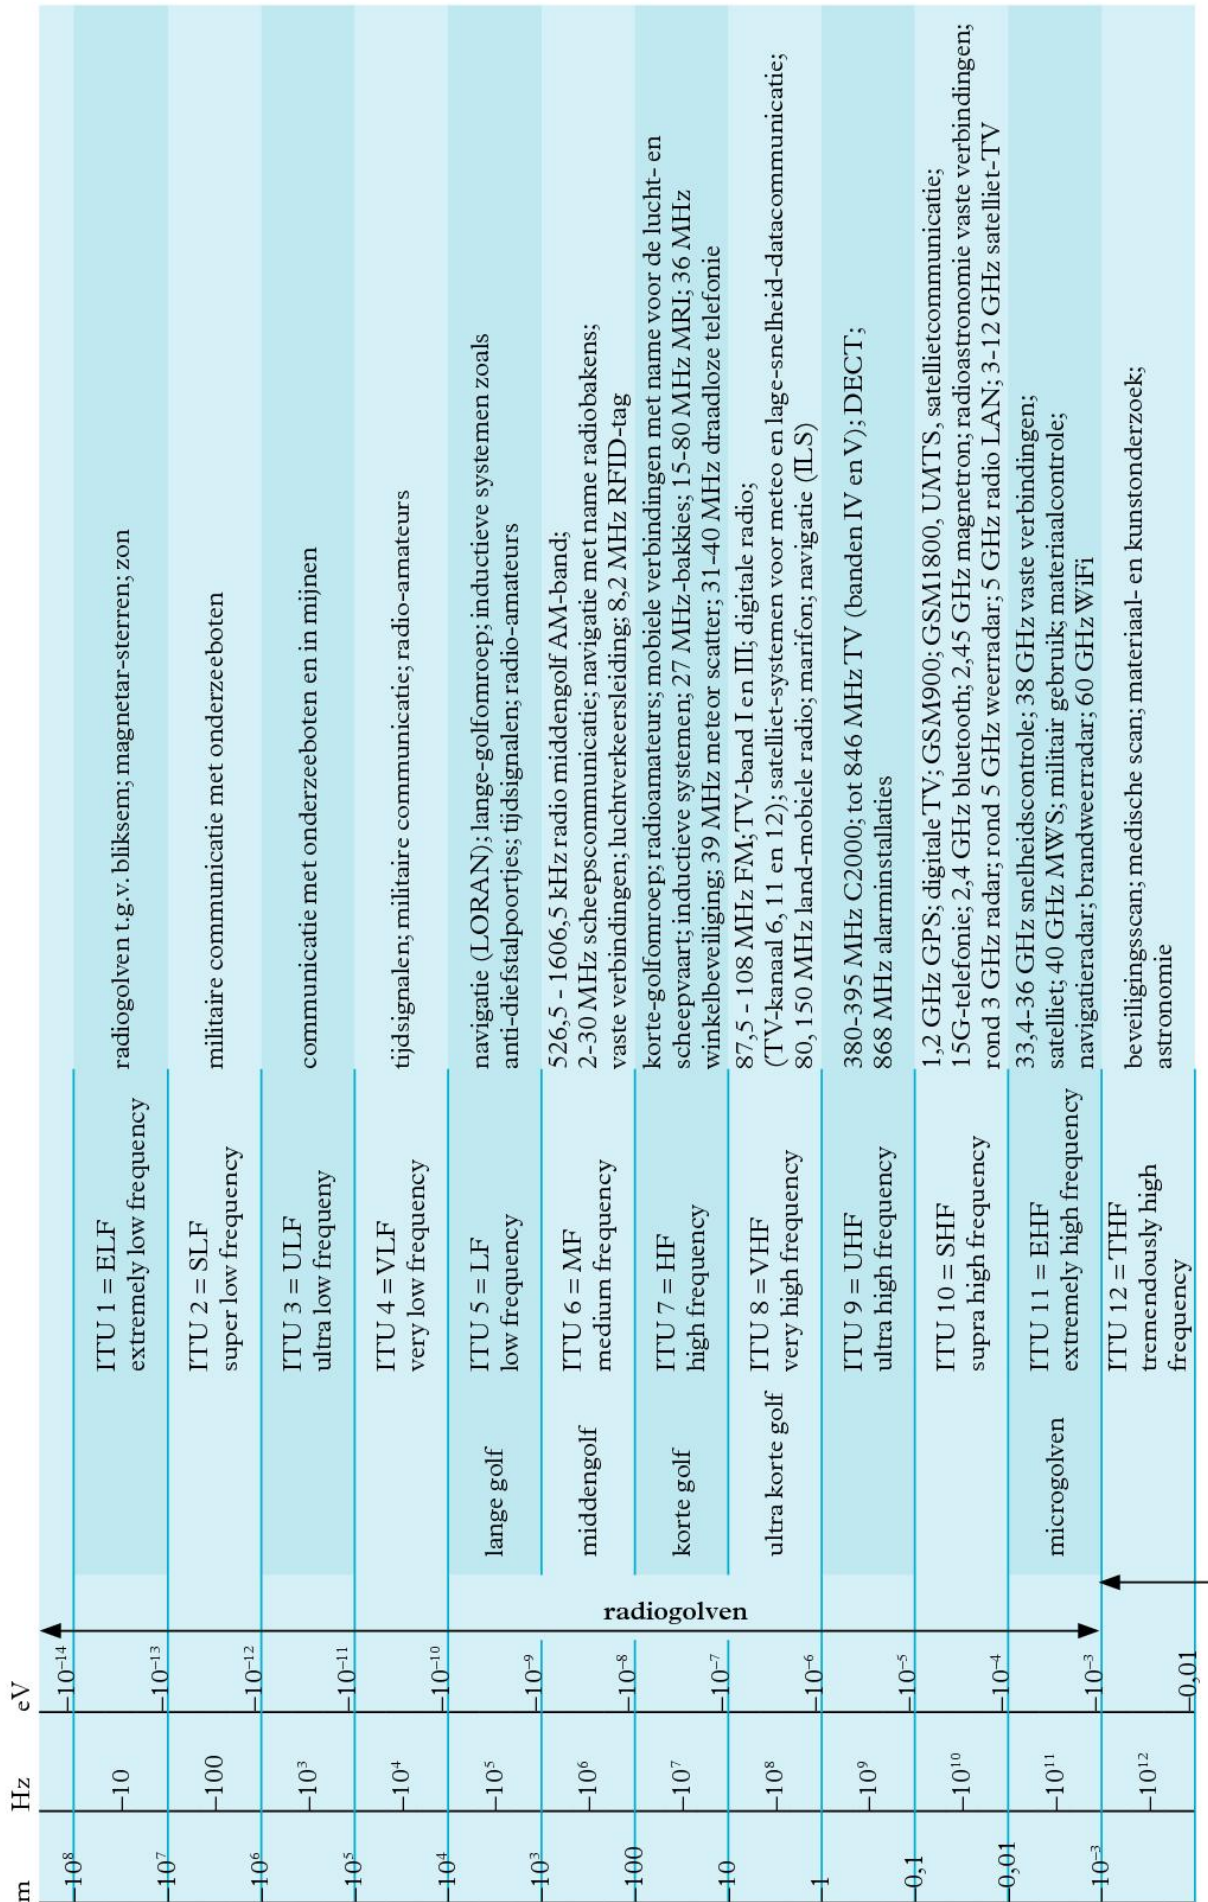 m
Hz
eV
10⁸
10⁷
10⁶
10⁵
10⁴
10³
100
10
1
0,1
0,01
10⁻³
10
100
10³
10⁴
10⁵
10⁶
10⁷
10⁸
10⁹
10¹⁰
10¹¹
10¹²
10⁻¹⁴
10⁻¹³
10⁻¹²
10⁻¹¹
10⁻¹⁰
10⁻⁹
10⁻⁸
10⁻⁷
10⁻⁶
10⁻⁵
10⁻⁴
10⁻³
0,01
radiogolven
ITU 1 = ELF
extremely low frequency
radiogolven t.g.v. bliksem; magnetar-sterren; zon
ITU 2 = SLF
super low frequency
militaire communicatie met onderzeeboten
ITU 3 = ULF
ultra low frequeny
communicatie met onderzeeboten en in mijnen
ITU 4 = VLF
very low frequency
tijdsignalen; militaire communicatie; radio-amateurs
lange golf
ITU 5 = LF
low frequency
navigatie (LORAN); lange-golfomroep; inductieve systemen zoals
anti-diefstalpoortjes; tijdsignalen; radio-amateurs
middengolf
ITU 6 = MF
medium frequency
526,5 - 1606,5 kHz radio middengolf AM-band;
2-30 MHz scheepscommunicatie; navigatie met name radiobakens;
vaste verbindingen; luchtverkeersleiding; 8,2 MHz RFID-tag
korte golf
ITU 7 = HF
high frequency
korte-golfomroep; radioamateurs; mobiele verbindingen met name voor de lucht- en
scheepvaart; inductieve systemen; 27 MHz-bakkies; 15-80 MHz MRI; 36 MHz
winkelbeveiliging; 39 MHz meteor scatter; 31-40 MHz draadloze telefonie
ultra korte golf
ITU 8 = VHF
very high frequency
87,5 - 108 MHz FM; TV-band I en III; digitale radio;
(TV-kanaal 6, 11 en 12); satelliet-systemen voor meteo en lage-snelheid-datacommunicatie;
80, 150 MHz land-mobiele radio; marifon; navigatie (ILS)
ITU 9 = UHF
ultra high frequency
380-395 MHz C2000; tot 846 MHz TV (banden IV en V); DECT;
868 MHz alarminstallaties
ITU 10 = SHF
supra high frequency
1,2 GHz GPS; digitale TV; GSM900; GSM1800, UMTS, satellietcommunicatie;
15G-telefonie; 2,4 GHz bluetooth; 2,45 GHz magnetron; radioastronomie vaste verbindingen;
rond 3 GHz radar; rond 5 GHz weerradar; 5 GHz radio LAN; 3-12 GHz satelliet-TV
microgolven
ITU 11 = EHF
extremely high frequency
33,4-36 GHz snelheidscontrole; 38 GHz vaste verbindingen;
satelliet; 40 GHz MWS; militair gebruik; materiaalcontrole;
navigatieradar; brandweerradar; 60 GHz WiFi
ITU 12 = THF
tremendously high
frequency
beveiligingsscan; medische scan; materiaal- en kunstonderzoek;
astronomie